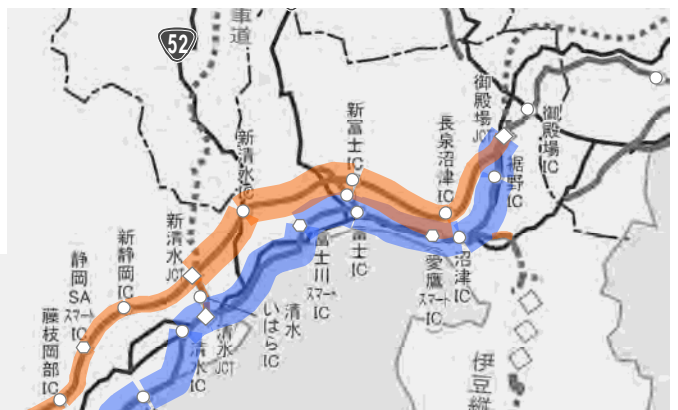 車道
52
御殿場JCT
御殿場IC
新富士IC
長泉沼津IC
新清水IC
裾野IC
新清水JCT
新静岡IC
富士川スマートIC
富士IC
愛鷹スマートIC
沼津IC
静岡SAスマートIC
藤枝岡部IC
清水いはらIC
清水JCT
清水IC
伊豆縦